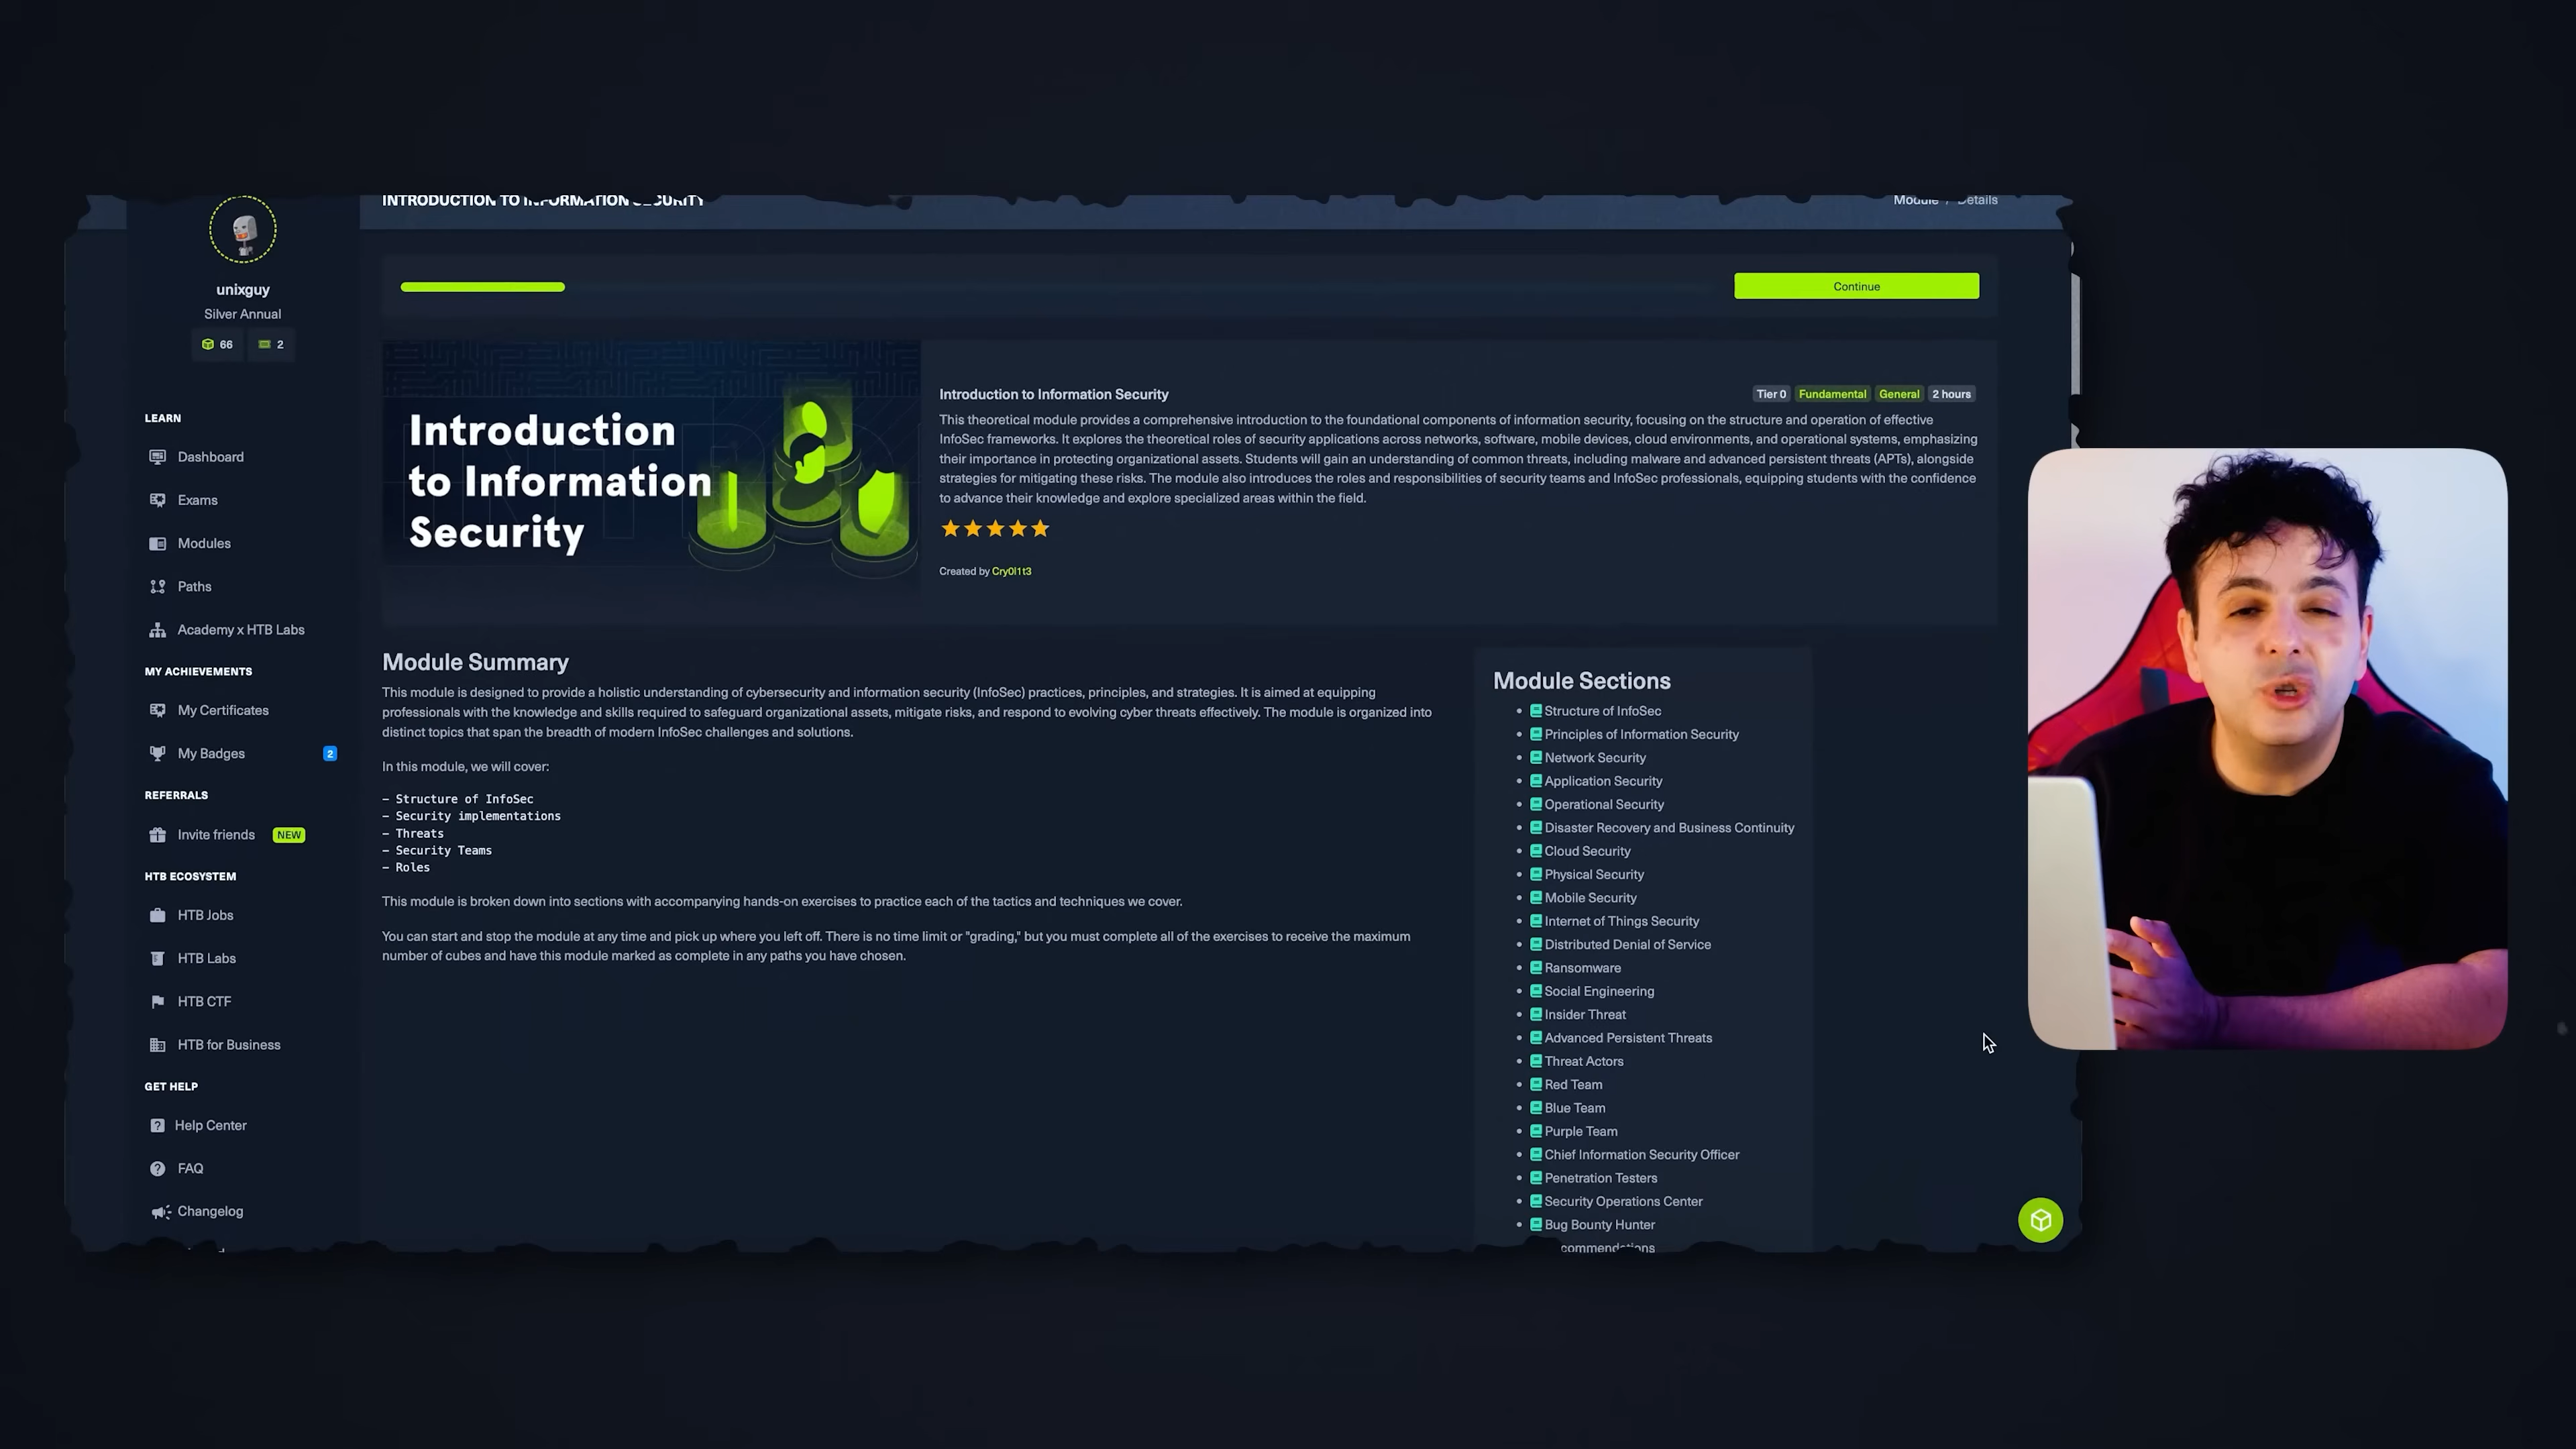 INTRODUCTION TO INFORMATION SECURITY
Module / Details
unixguy
Silver Annual
66
2
Continue
LEARN
Dashboard
Exams
Modules
Paths
Academy x HTB Labs
MY ACHIEVEMENTS
My Certificates
My Badges
2
REFERRALS
Invite friends NEW
HTB ECOSYSTEM
HTB Jobs
HTB Labs
HTB CTF
HTB for Business
GET HELP
Help Center
FAQ
Changelog
Introduction
to Information
Security
Introduction to Information Security
Tier 0 Fundamental General 2 hours
This theoretical module provides a comprehensive introduction to the foundational components of information security, focusing on the structure and operation of effective
InfoSec frameworks. It explores the theoretical roles of security applications across networks, software, mobile devices, cloud environments, and operational systems, emphasizing
their importance in protecting organizational assets. Students will gain an understanding of common threats, including malware and advanced persistent threats (APTs), alongside
strategies for mitigating these risks. The module also introduces the roles and responsibilities of security teams and InfoSec professionals, equipping students with the confidence
to advance their knowledge and explore specialized areas within the field.
Created by Cry0l1t3
Module Summary
This module is designed to provide a holistic understanding of cybersecurity and information security (InfoSec) practices, principles, and strategies. It is aimed at equipping
professionals with the knowledge and skills required to safeguard organizational assets, mitigate risks, and respond to evolving cyber threats effectively. The module is organized into
distinct topics that span the breadth of modern InfoSec challenges and solutions.
In this module, we will cover:
– Structure of InfoSec
– Security implementations
– Threats
– Security Teams
– Roles
This module is broken down into sections with accompanying hands-on exercises to practice each of the tactics and techniques we cover.
You can start and stop the module at any time and pick up where you left off. There is no time limit or "grading," but you must complete all of the exercises to receive the maximum
number of cubes and have this module marked as complete in any paths you have chosen.
Module Sections
Structure of InfoSec
Principles of Information Security
Network Security
Application Security
Operational Security
Disaster Recovery and Business Continuity
Cloud Security
Physical Security
Mobile Security
Internet of Things Security
Distributed Denial of Service
Ransomware
Social Engineering
Insider Threat
Advanced Persistent Threats
Threat Actors
Red Team
Blue Team
Purple Team
Chief Information Security Officer
Penetration Testers
Security Operations Center
Bug Bounty Hunter